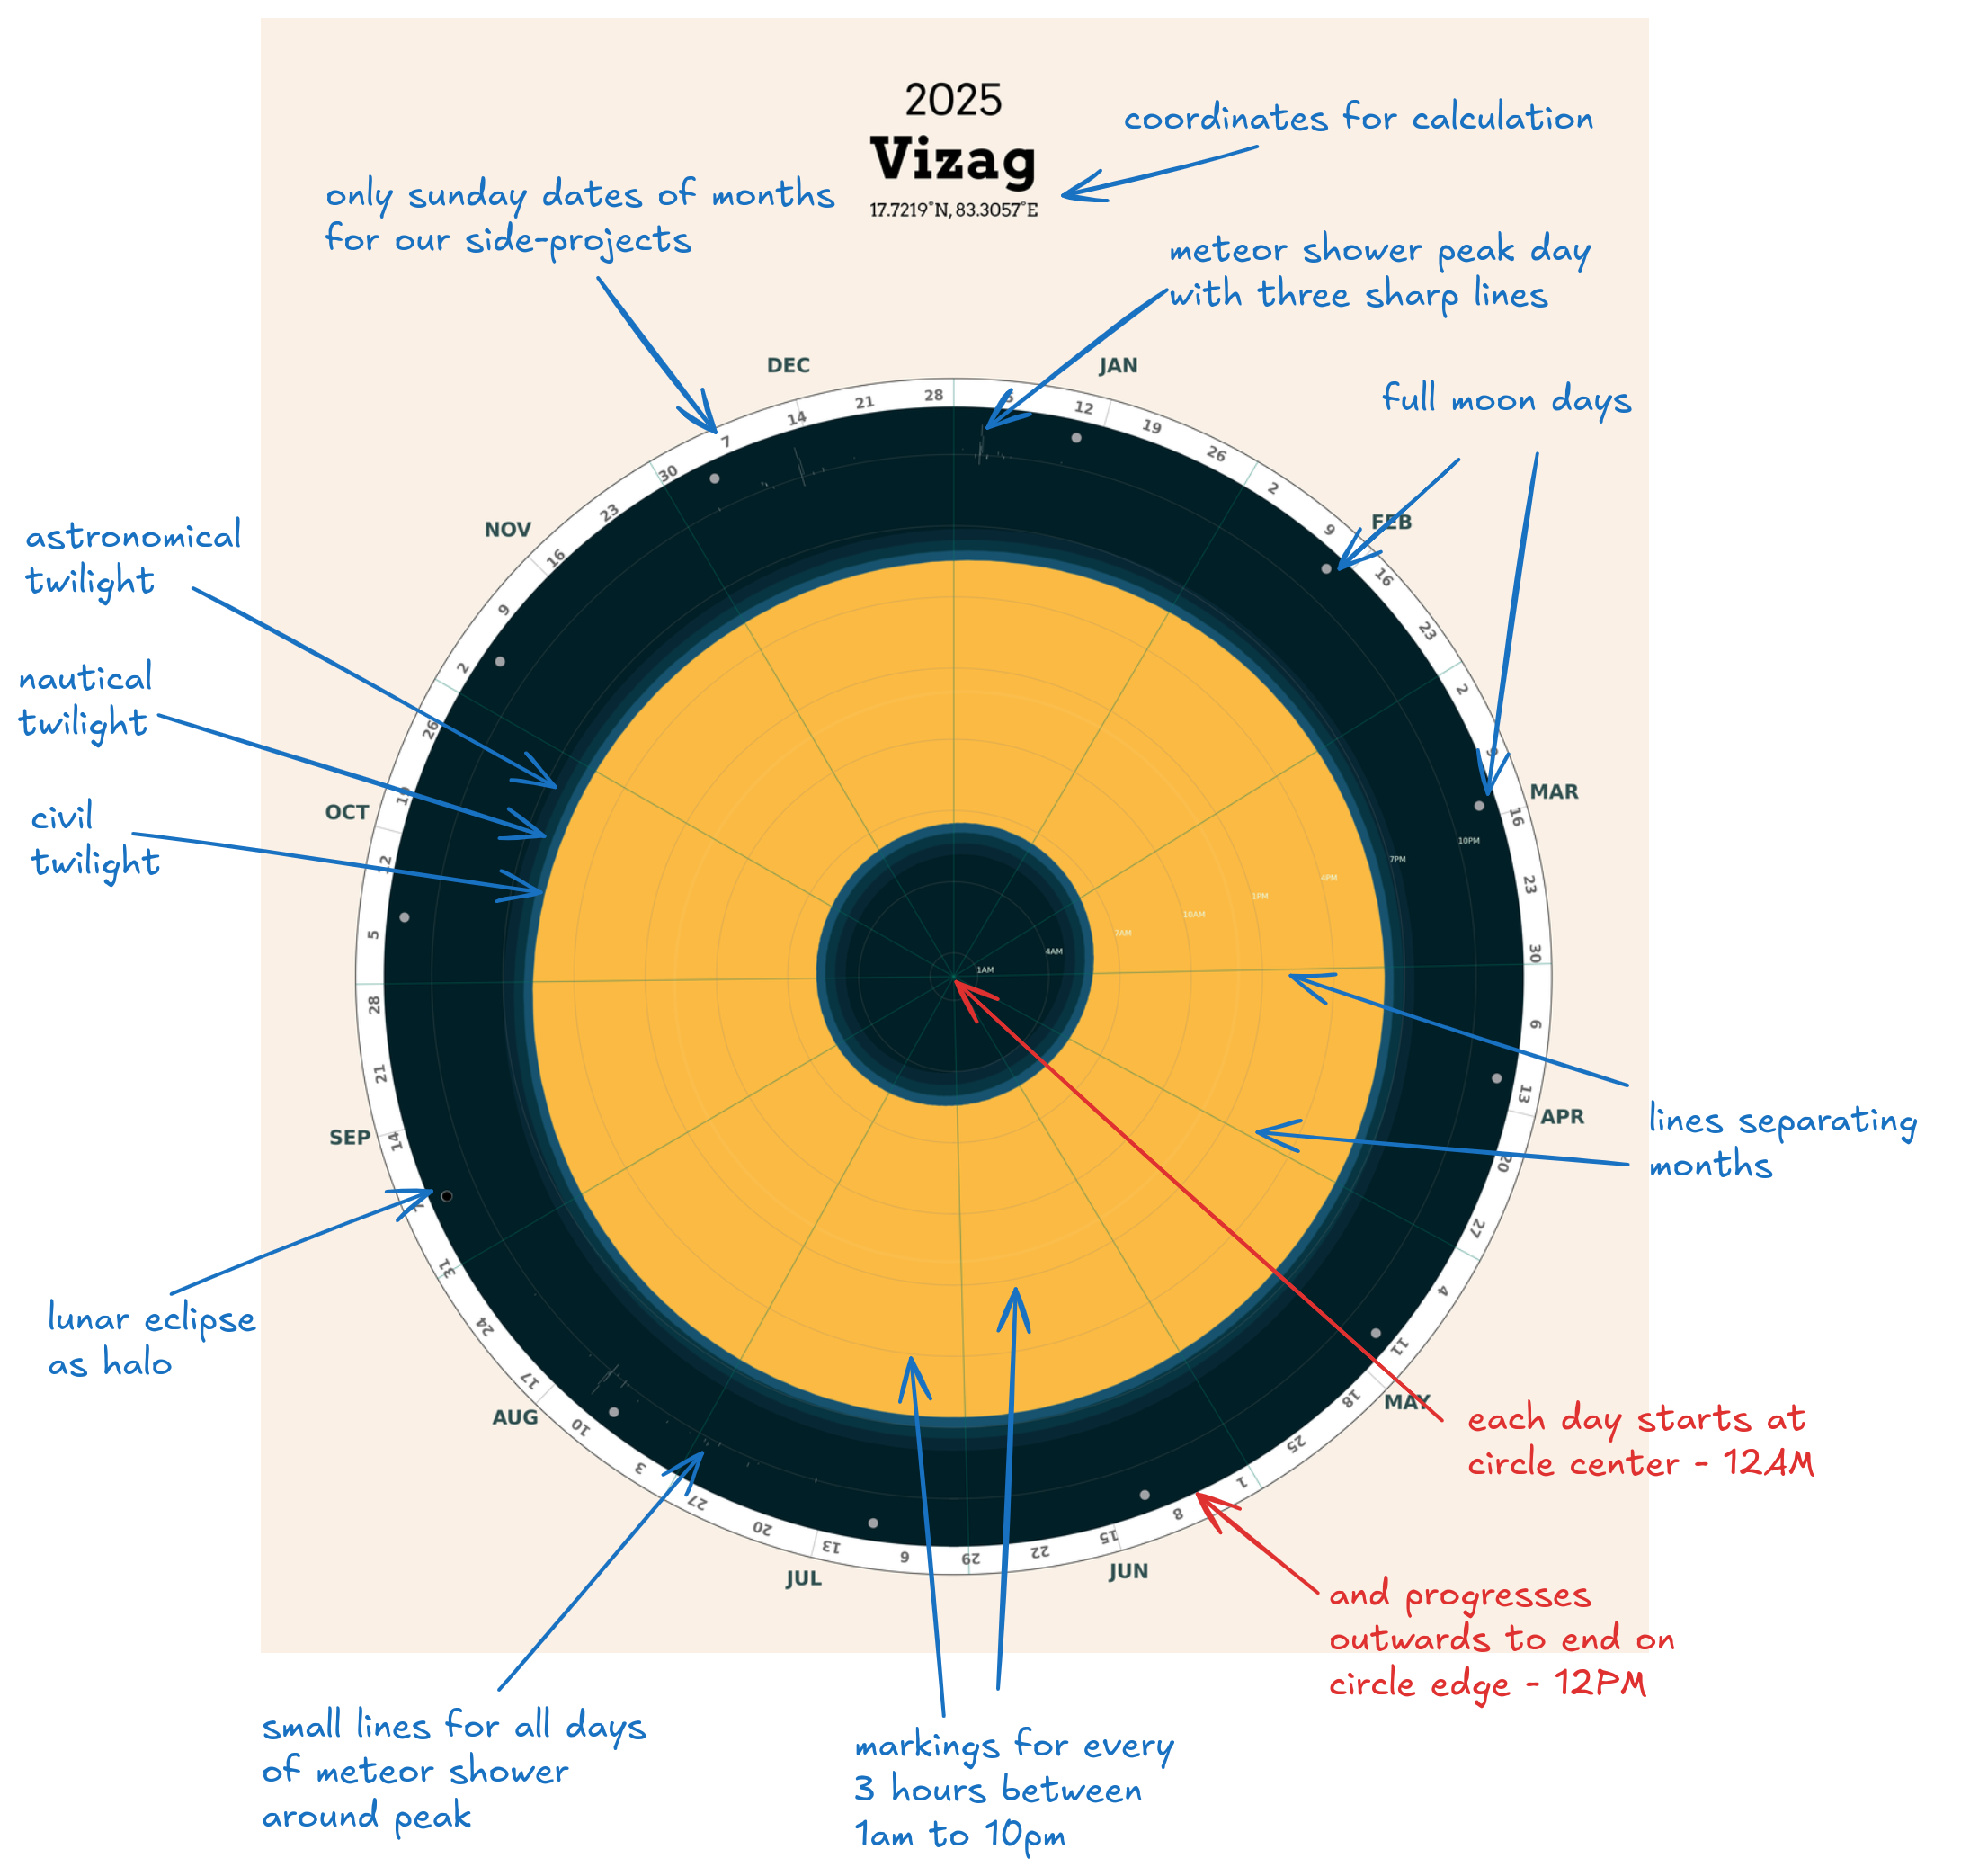 2025
Vizag
17.7219°N, 83.3057°E
coordinates for calculation
only sunday dates of months
for our side-projects
meteor shower peak day
with three sharp lines
full moon days
astronomical
twilight
nautical
twilight
civil
twilight
lunar eclipse
as halo
small lines for all days
of meteor shower
around peak
markings for every
3 hours between
1am to 10pm
lines separating
months
each day starts at
circle center - 12AM
and progresses
outwards to end on
circle edge - 12PM
JAN
12
19
26
FEB
2
9
16
23
MAR
2
9
16
23
30
APR
6
13
20
27
MAY
4
11
18
25
JUN
1
8
15
22
29
JUL
6
13
20
27
AUG
3
10
17
24
31
SEP
14
21
28
OCT
5
12
26
NOV
2
9
16
23
30
DEC
7
14
21
28
1AM
4AM
7AM
10AM
1PM
4PM
7PM
10PM